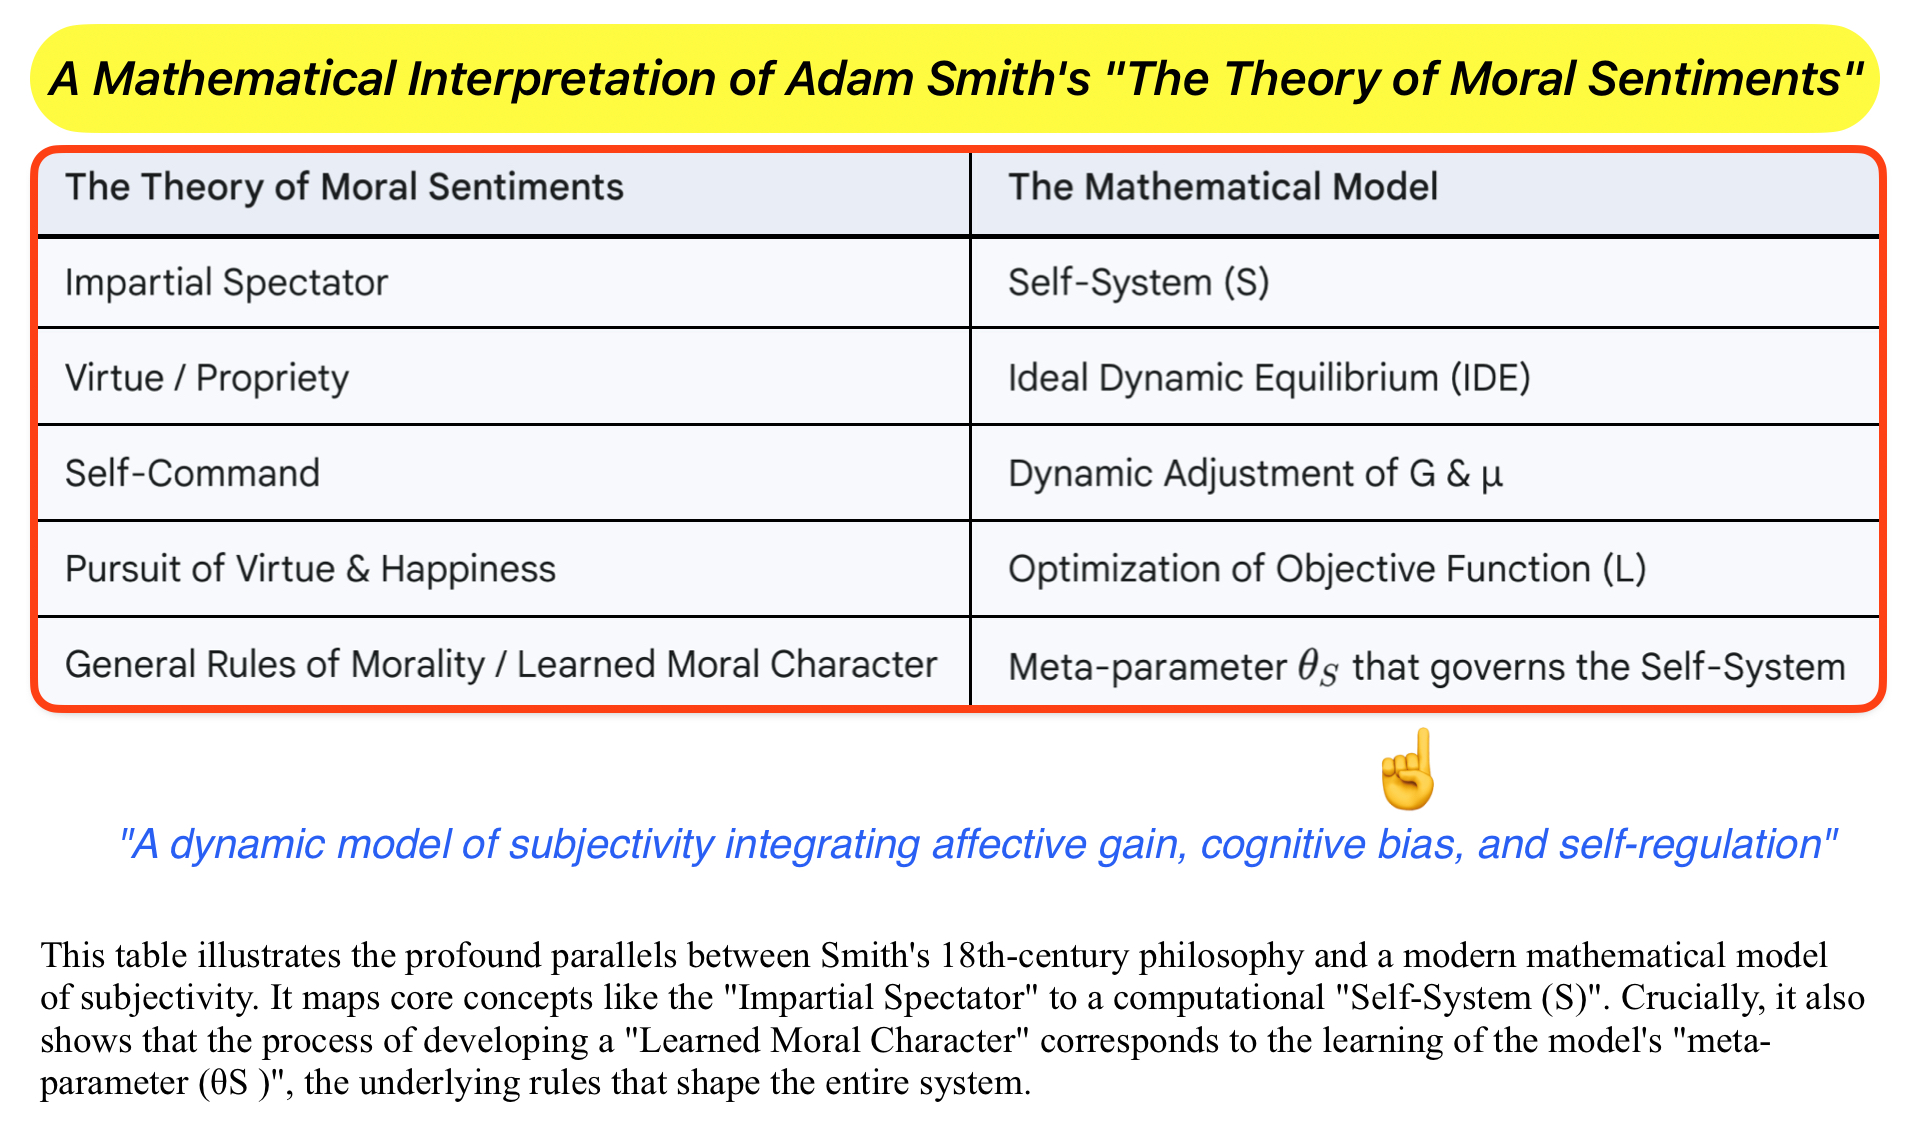 A Mathematical Interpretation of Adam Smith's "The Theory of Moral Sentiments"
The Theory of Moral Sentiments The Mathematical Model
Impartial Spectator Self-System (S)
Virtue / Propriety Ideal Dynamic Equilibrium (IDE)
Self-Command Dynamic Adjustment of G & μ
Pursuit of Virtue & Happiness Optimization of Objective Function (L)
General Rules of Morality / Learned Moral Character Meta-parameter θS that governs the Self-System
"A dynamic model of subjectivity integrating affective gain, cognitive bias, and self-regulation"
This table illustrates the profound parallels between Smith's 18th-century philosophy and a modern mathematical model
of subjectivity. It maps core concepts like the "Impartial Spectator" to a computational "Self-System (S)". Crucially, it also
shows that the process of developing a "Learned Moral Character" corresponds to the learning of the model's "meta-
parameter (θS )", the underlying rules that shape the entire system.